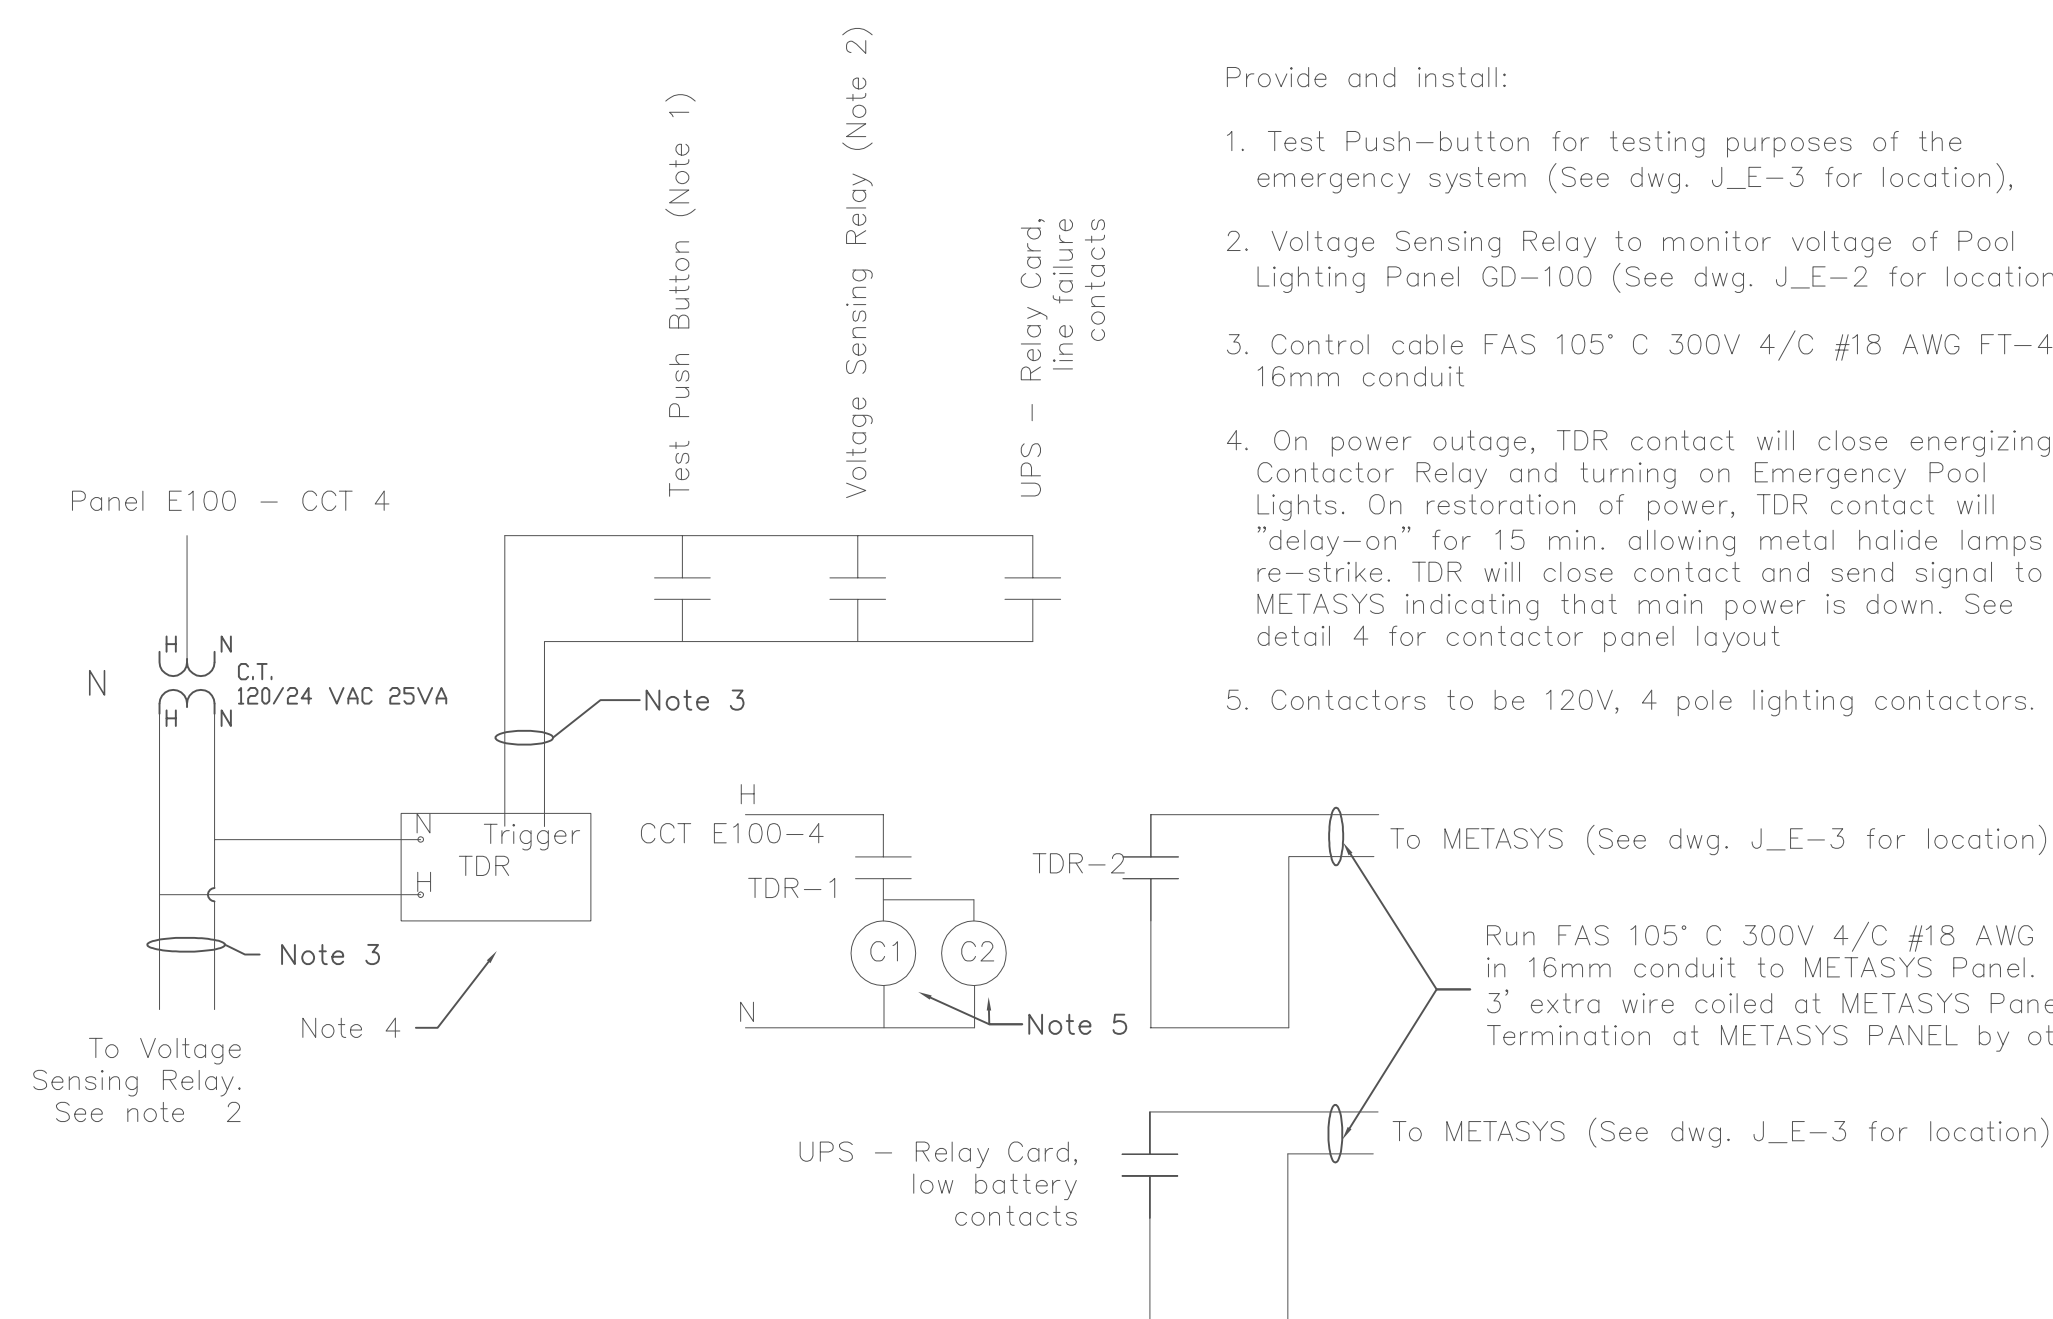 Test Push Button (Note 1)
Voltage Sensing Relay (Note 2)
UPS - Relay Card,
line failure
contacts
Provide and install:
1. Test Push-button for testing purposes of the
emergency system (See dwg. J_E-3 for location),
2. Voltage Sensing Relay to monitor voltage of Pool
Lighting Panel GD-100 (See dwg. J_E-2 for location
3. Control cable FAS 105° C 300V 4/C #18 AWG FT-4
16mm conduit
4. On power outage, TDR contact will close energizing
Contactor Relay and turning on Emergency Pool
Lights. On restoration of power, TDR contact will
"delay-on" for 15 min. allowing metal halide lamps
re-strike. TDR will close contact and send signal to
METASYS indicating that main power is down. See
detail 4 for contactor panel layout
5. Contactors to be 120V, 4 pole lighting contactors.
Panel E100 - CCT 4
H N
C.T.
N
120/24 VAC 25VA
H N
Note 3
N
Trigger
TDR
H
Note 3
Note 4
To Voltage
Sensing Relay.
See note 2
H
CCT E100-4
TDR-1
C1 C2
N
Note 5
TDR-2
To METASYS (See dwg. J_E-3 for location)
Run FAS 105° C 300V 4/C #18 AWG
in 16mm conduit to METASYS Panel.
3' extra wire coiled at METASYS
Termination at METASYS PANEL by
To METASYS (See dwg. J_E-3 for location)
UPS - Relay Card,
low battery
contacts